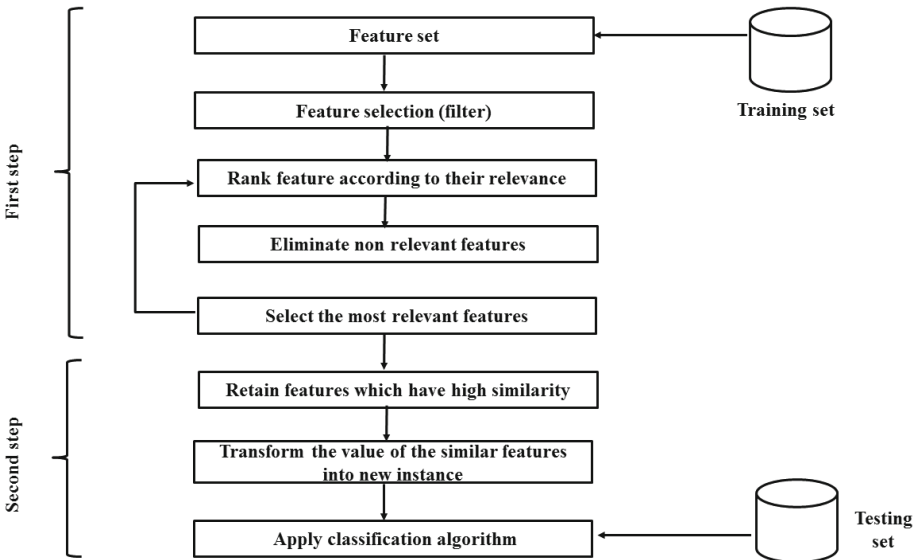 Feature set
Training set
Feature selection (filter)
Rank feature according to their relevance
Eliminate non relevant features
Select the most relevant features
First step
Retain features which have high similarity
Transform the value of the similar features
into new instance
Apply classification algorithm
Second step
Testing
set